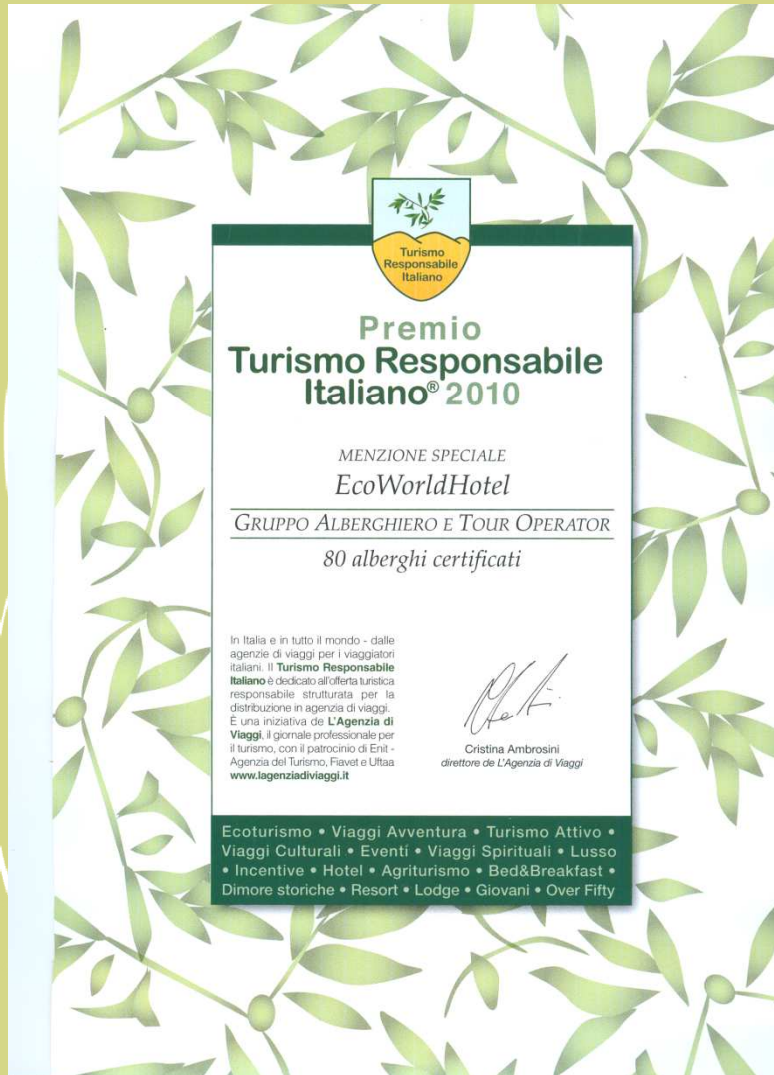 Turismo
Responsabile
Italiano
Premio
Turismo Responsabile
Italiano® 2010
MENZIONE SPECIALE
EcoWorldHotel
GRUPPO ALBERGHIERO E TOUR OPERATOR
80 alberghi certificati
In Italia e in tutto il mondo - dalle
agenzie di viaggi per i viaggiatori
italiani. Il Turismo Responsabile
Italiano è dedicato all'offerta turistica
responsabile strutturata per la
distribuzione in agenzia di viaggi.
È una iniziativa de L'Agenzia di
Viaggi, il giornale professionale per
il turismo, con il patrocinio di Enit -
Agenzia del Turismo, Fiavet e Uftaa
www.lagenziadiviaggi.it
Cristina Ambrosini
direttore de L'Agenzia di Viaggi
Ecoturismo • Viaggi Avventura • Turismo Attivo •
Viaggi Culturali • Eventi • Viaggi Spirituali • Lusso
• Incentive • Hotel • Agriturismo • Bed&Breakfast •
Dimore storiche • Resort • Lodge • Giovani • Over Fifty